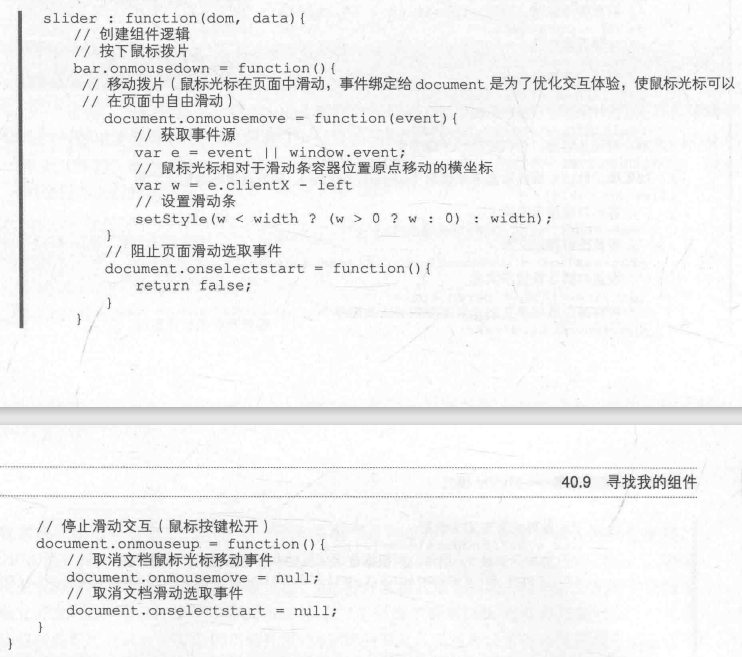 slider : function(dom, data){
// 创建组件逻辑
// 按下鼠标拨片
bar.onmousedown = function(){
// 移动拨片(鼠标光标在页面中滑动，事件绑定给 document 是为了优化交互体验，使鼠标光标可以
// 在页面中自由滑动)
document.onmousemove = function(event){
// 获取事件源
var e = event || window.event;
// 鼠标光标相对于滑动条容器位置原点移动的横坐标
var w = e.clientX - left
// 设置滑动条
setStyle(w < width ? (w > 0 ? w : 0) : width);
}
// 阻止页面滑动选取事件
document.onselectstart = function(){
return false;
}
}
40.9 寻找我的组件
// 停止滑动交互(鼠标按键松开)
document.onmouseup = function(){
// 取消文档鼠标光标移动事件
document.onmousemove = null;
// 取消文档滑动选取事件
document.onselectstart = null;
}
}